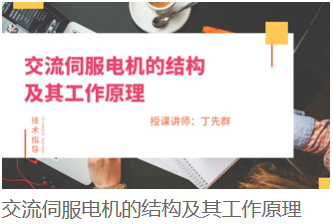 交流伺服电机的结构
及其工作原理
技术指导
授课讲师：丁先群
交流伺服电机的结构及其工作原理